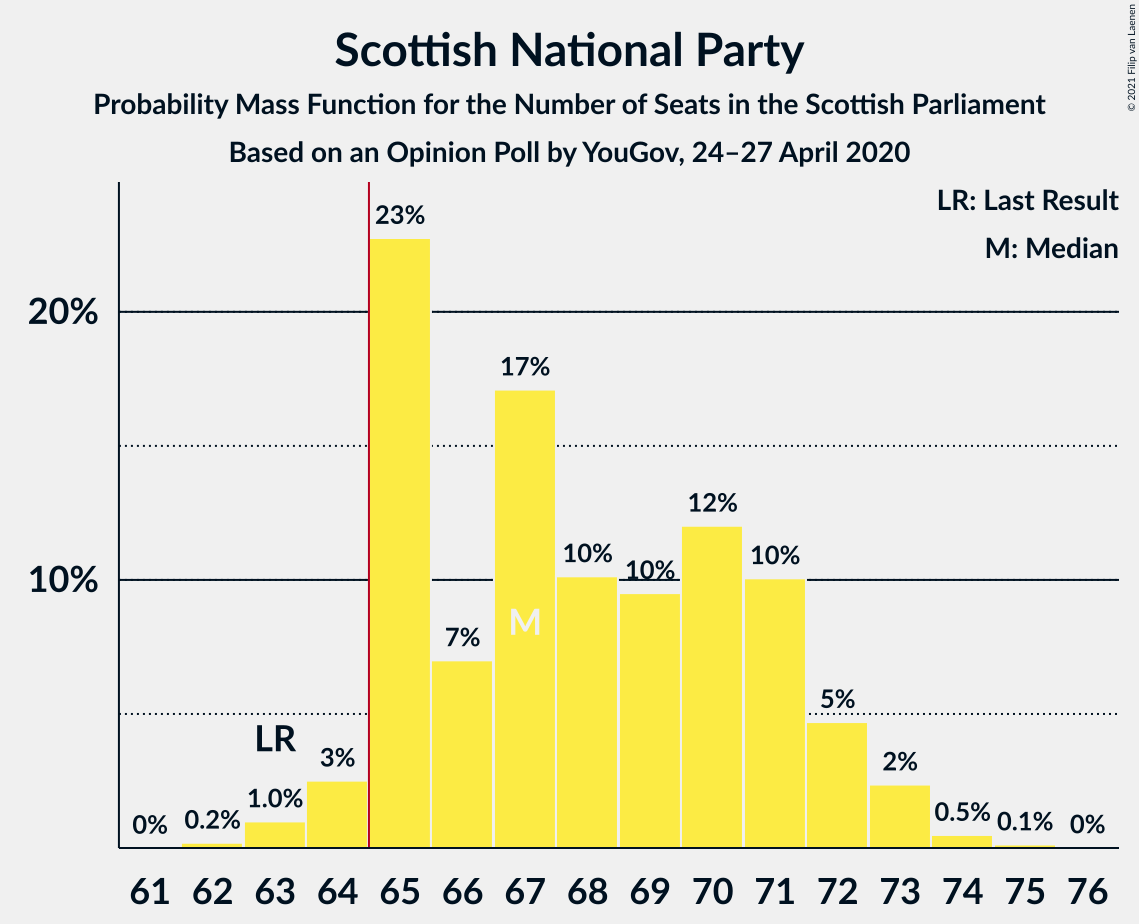 Scottish National Party
Probability Mass Function for the Number of Seats in the Scottish Parliament
Based on an Opinion Poll by YouGov, 24–27 April 2020
© 2021 Filip van Laenen
LR: Last Result
M: Median
20%
10%
0%
0.2%
1.0%
LR
3%
23%
7%
17%
M
10%
10%
12%
10%
5%
2%
0.5%
0.1%
0%
61 62 63 64 65 66 67 68 69 70 71 72 73 74 75 76